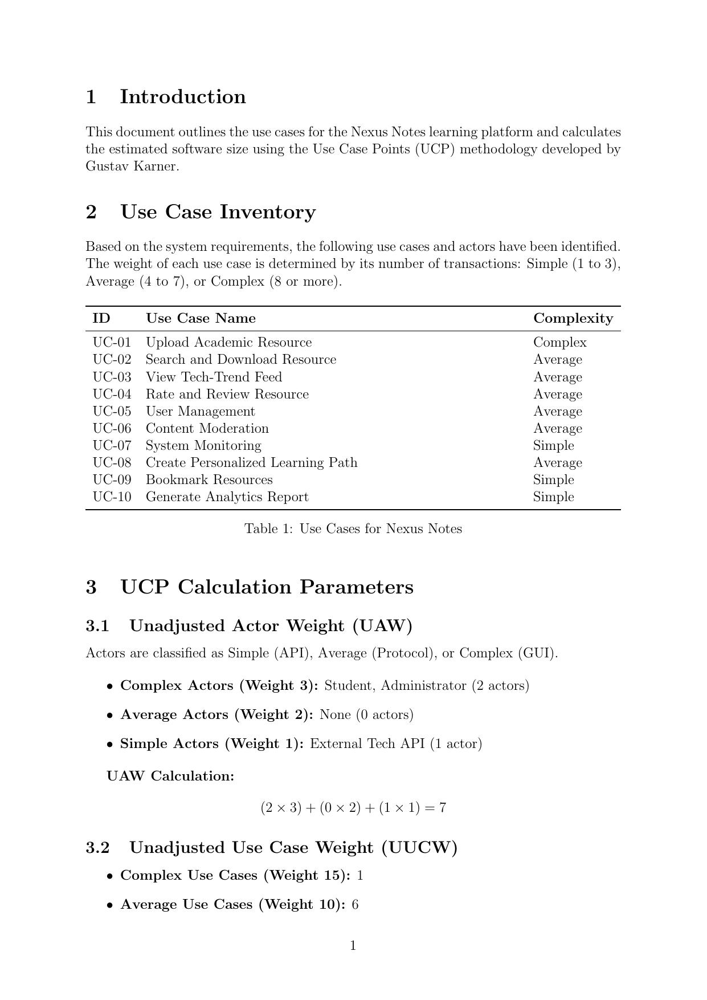 1 Introduction
This document outlines the use cases for the Nexus Notes learning platform and calculates
the estimated software size using the Use Case Points (UCP) methodology developed by
Gustav Karner.
2 Use Case Inventory
Based on the system requirements, the following use cases and actors have been identified.
The weight of each use case is determined by its number of transactions: Simple (1 to 3),
Average (4 to 7), or Complex (8 or more).
ID Use Case Name Complexity
UC-01 Upload Academic Resource Complex
UC-02 Search and Download Resource Average
UC-03 View Tech-Trend Feed Average
UC-04 Rate and Review Resource Average
UC-05 User Management Average
UC-06 Content Moderation Average
UC-07 System Monitoring Simple
UC-08 Create Personalized Learning Path Average
UC-09 Bookmark Resources Simple
UC-10 Generate Analytics Report Simple
Table 1: Use Cases for Nexus Notes
3 UCP Calculation Parameters
3.1 Unadjusted Actor Weight (UAW)
Actors are classified as Simple (API), Average (Protocol), or Complex (GUI).
• Complex Actors (Weight 3): Student, Administrator (2 actors)
• Average Actors (Weight 2): None (0 actors)
• Simple Actors (Weight 1): External Tech API (1 actor)
UAW Calculation:
(2 × 3) + (0 × 2) + (1 × 1) = 7
3.2 Unadjusted Use Case Weight (UUCW)
• Complex Use Cases (Weight 15): 1
• Average Use Cases (Weight 10): 6
1